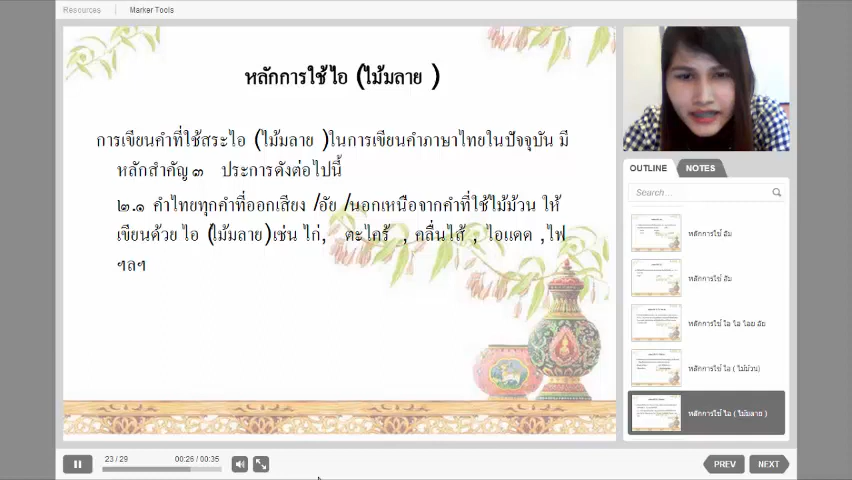 Resources
Marker Tools
หลักการใช้ ไอ (ไม้มลาย )
การเขียนคำที่ใช้สระไอ (ไม้มลาย )ในการเขียนคำภาษาไทยในปัจจุบัน มี
หลักสำคัญ ๓ ประการดังต่อไปนี้
๒.๑ คำไทยทุกคำที่ออกเสียง /อัย /นอกเหนือจากคำที่ใช้ไม้ม้วน ให้
เขียนด้วย ไอ (ไม้มลาย)เช่น ไก่, ตะไคร้ , คลื่นไส้ , ไอแดด ,ไฟ
ฯลฯ
OUTLINE
NOTES
Search...
หลักการใช้ อัม
หลักการใช้ อัม
หลักการใช้ ใอ ไอ ไอย อัย
หลักการใช้ ใอ ( ไม้ม้วน)
หลักการใช้ ไอ ( ไม้มลาย )
23 / 29
00:26 / 00:35
PREV
NEXT